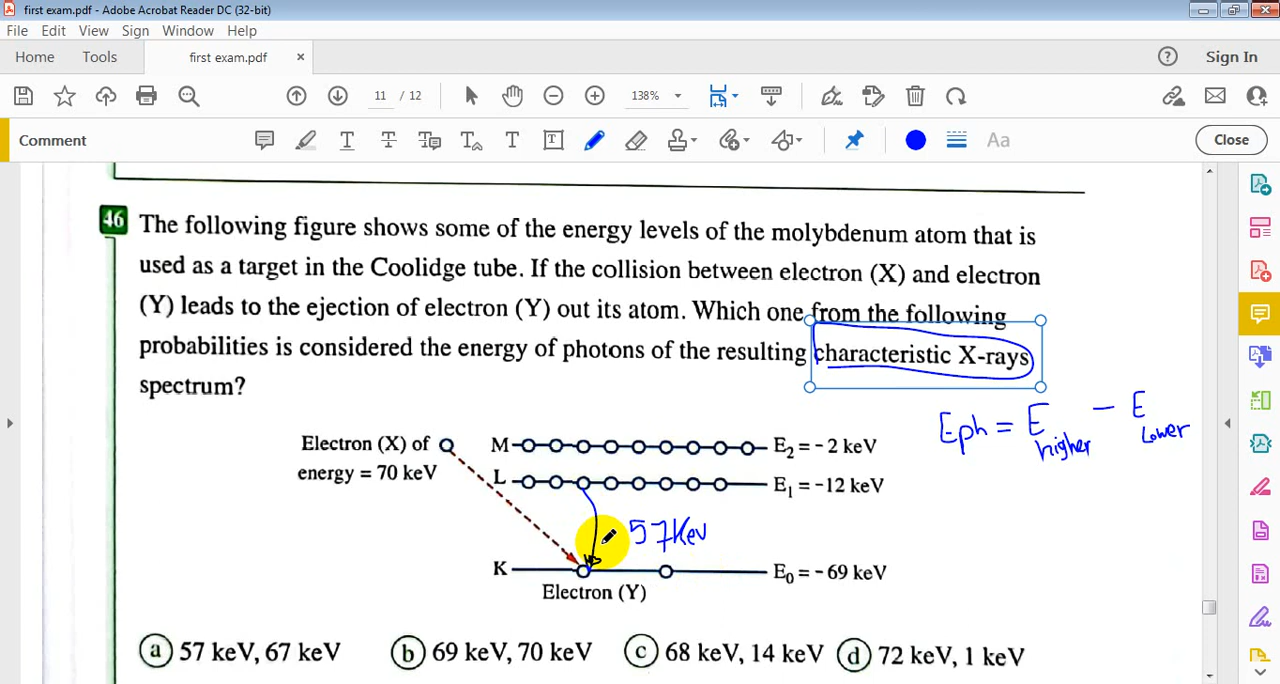 first exam.pdf - Adobe Acrobat Reader DC (32-bit)
File Edit View Sign Window Help
Home Tools first exam.pdf × Sign In
11 / 12 138%
Comment Aa Close
46 The following figure shows some of the energy levels of the molybdenum atom that is
used as a target in the Coolidge tube. If the collision between electron (X) and electron
(Y) leads to the ejection of electron (Y) out its atom. Which one from the following
probabilities is considered the energy of photons of the resulting characteristic X-rays
spectrum?
Eph = E higher - E Lower
Electron (X) of
energy = 70 keV
M E₂ = - 2 keV
L E₁ = -12 keV
57 Kev
K E₀ = - 69 keV
Electron (Y)
a 57 keV, 67 keV b 69 keV, 70 keV c 68 keV, 14 keV d 72 keV, 1 keV